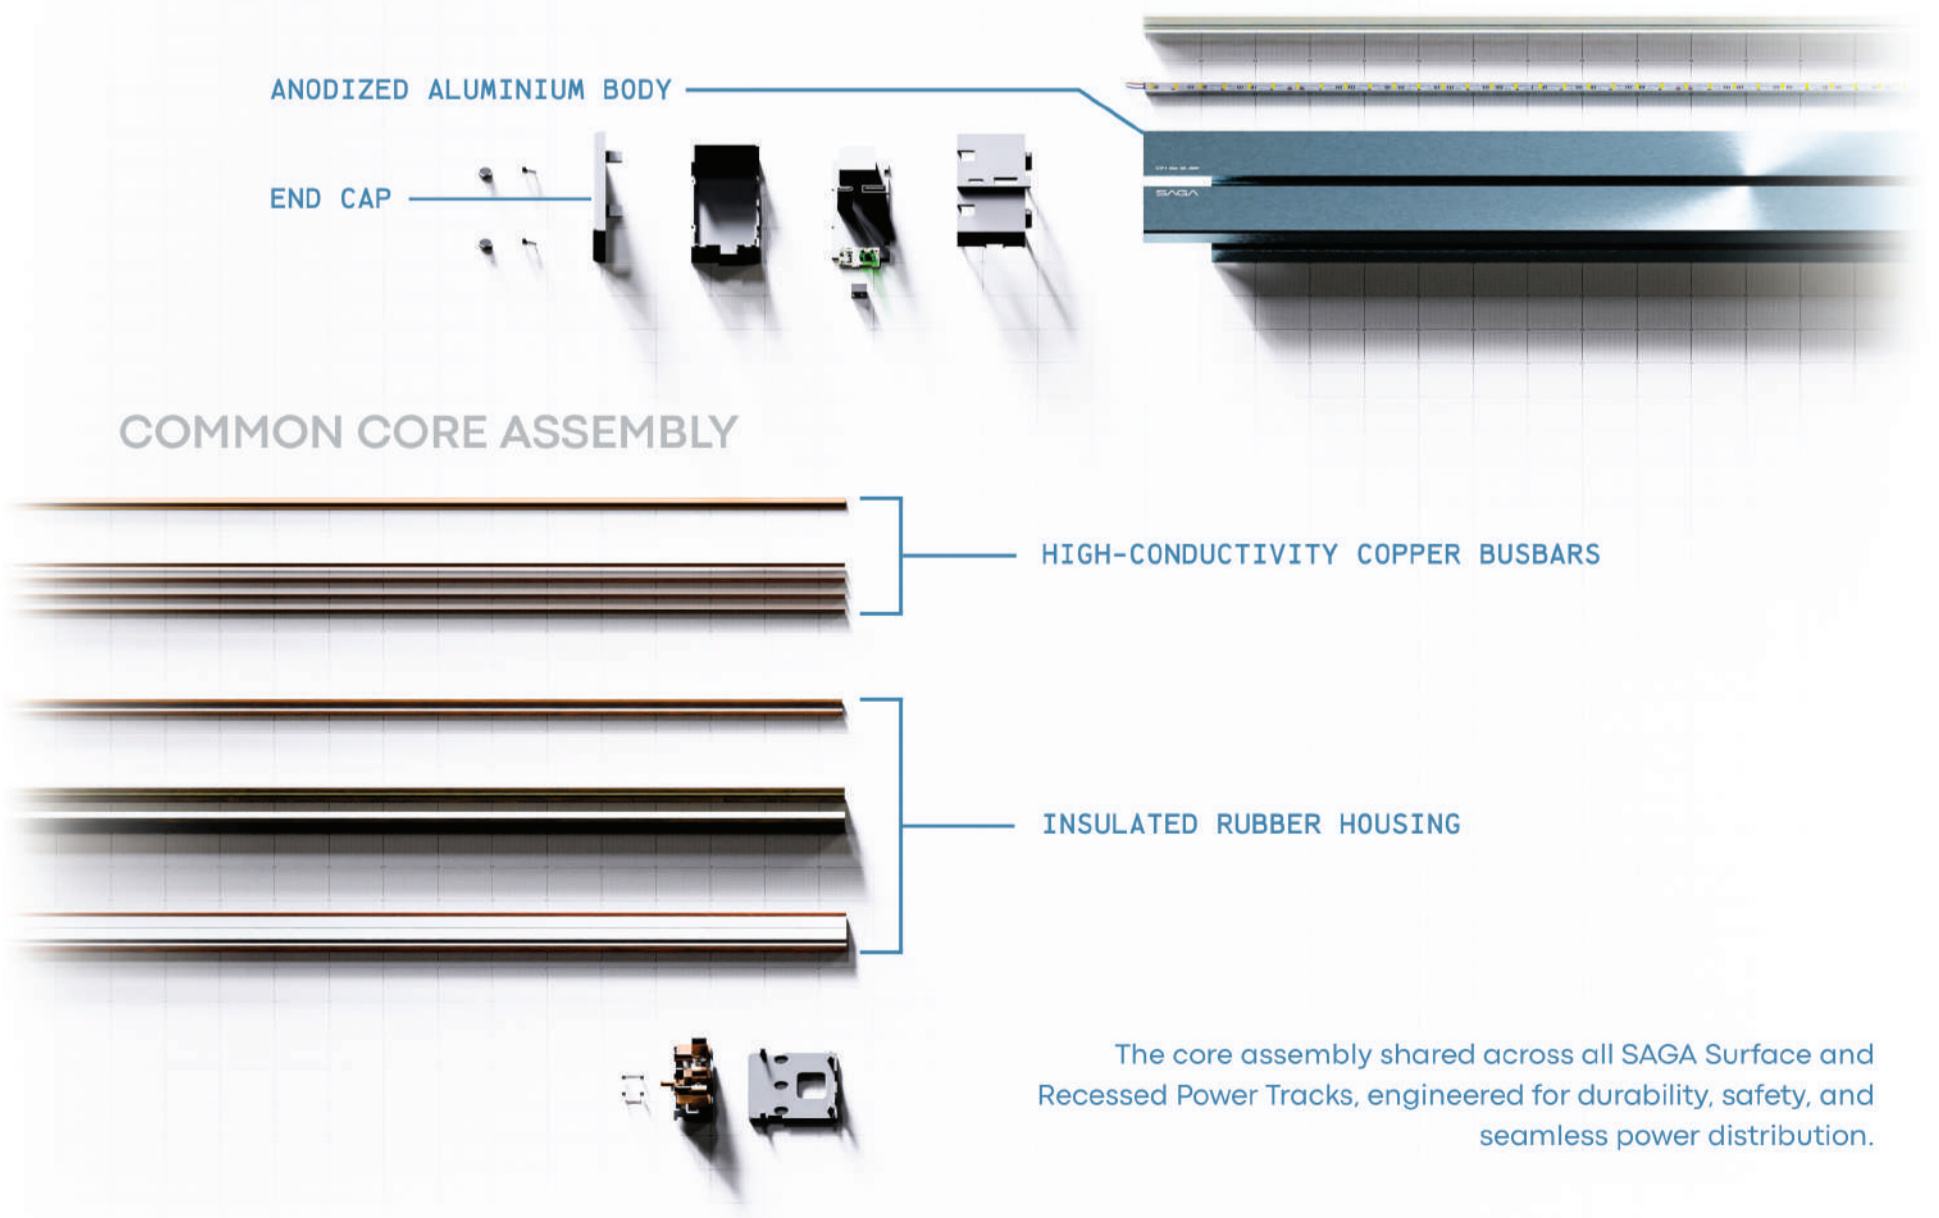 ANODIZED ALUMINIUM BODY
END CAP
SAGA
COMMON CORE ASSEMBLY
HIGH-CONDUCTIVITY COPPER BUSBARS
INSULATED RUBBER HOUSING
The core assembly shared across all SAGA Surface and
Recessed Power Tracks, engineered for durability, safety, and
seamless power distribution.